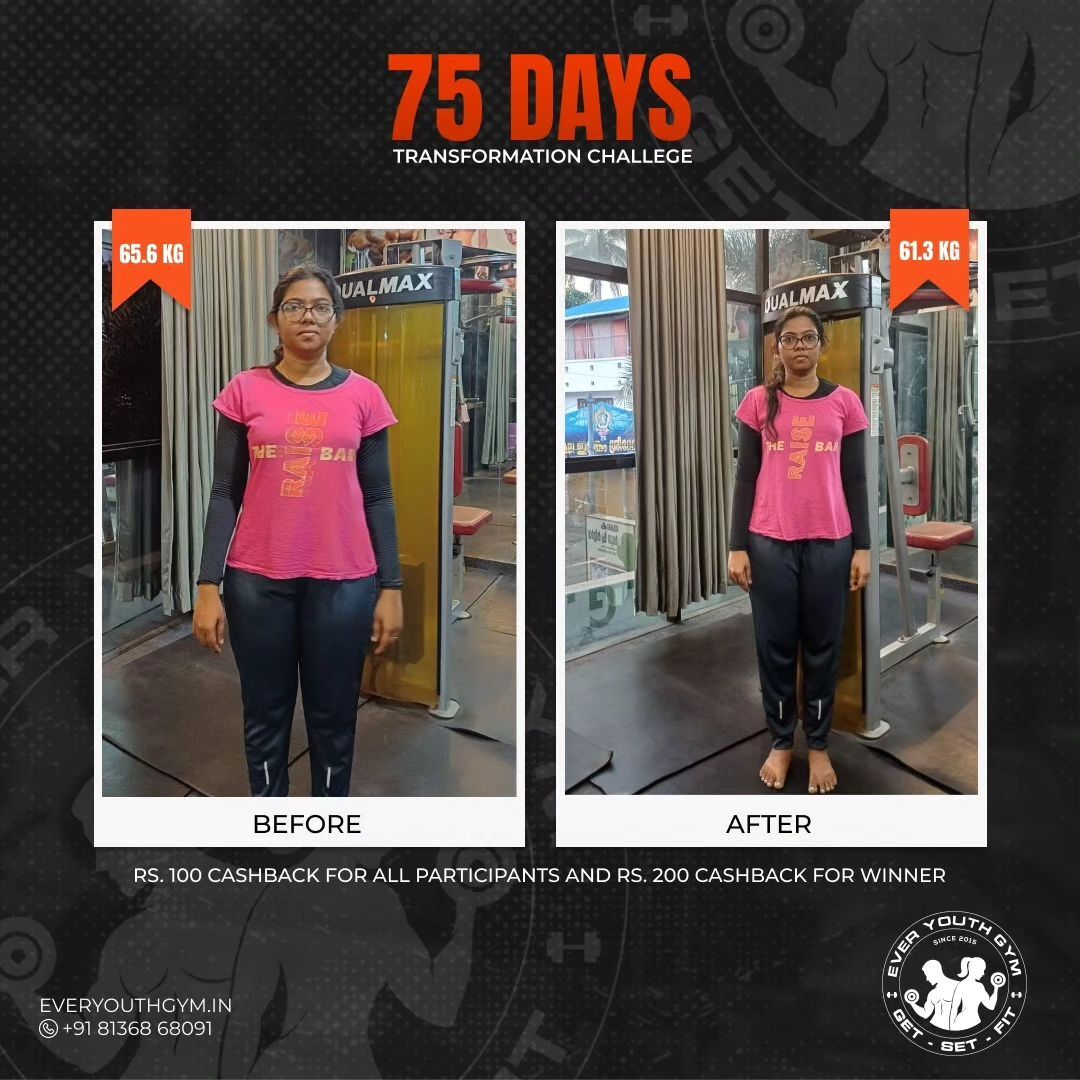 75 DAYS
TRANSFORMATION CHALLEGE
65.6 KG
61.3 KG
DUALMAX
DUALMAX
THE BAR
RAISE
THE BAR
RAISE
BEFORE
AFTER
RS. 100 CASHBACK FOR ALL PARTICIPANTS AND RS. 200 CASHBACK FOR WINNER
EVER YOUTH GYM
SINCE 2015
GET - SET - FIT
EVERYOUTHGYM.IN
+91 81368 68091